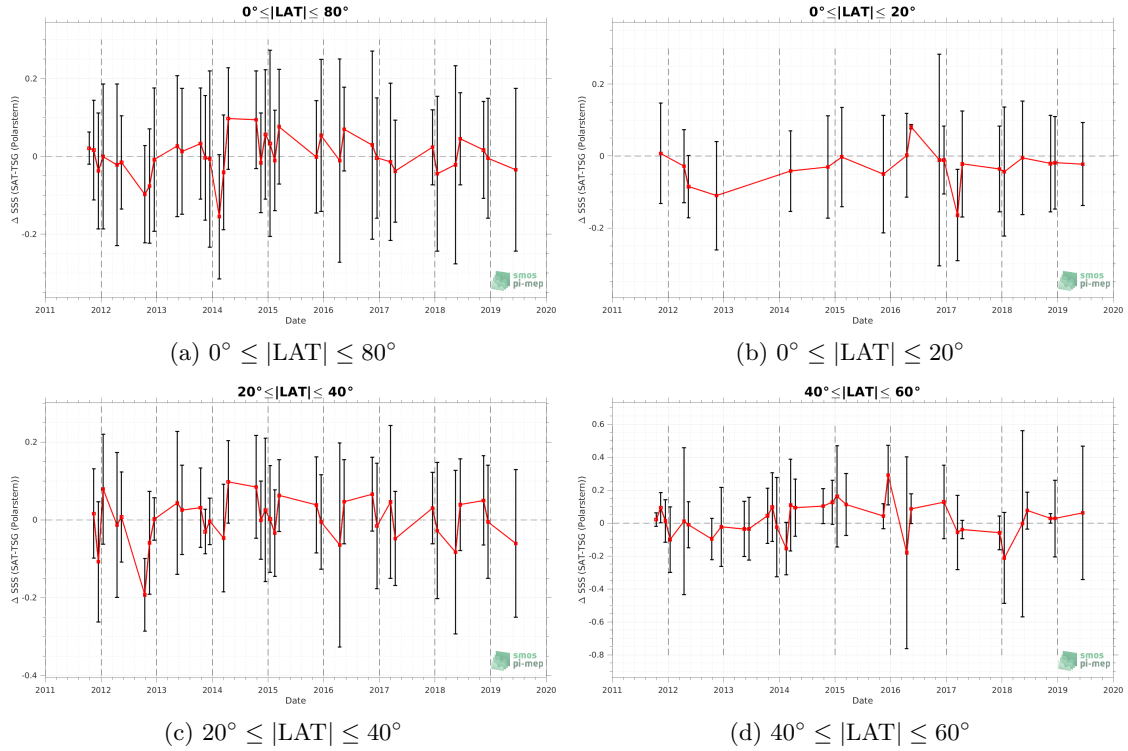 0°≤|LAT|≤ 80°
Δ SSS (SAT-TSG (Polarstern))
0.2
0
-0.2
2011 2012 2013 2014 2015 2016 2017 2018 2019 2020
Date
smos
pi-mep
(a) 0° ≤ |LAT| ≤ 80°
0°≤|LAT|≤ 20°
Δ SSS (SAT-TSG (Polarstern))
0.2
0
-0.2
2011 2012 2013 2014 2015 2016 2017 2018 2019 2020
Date
smos
pi-mep
(b) 0° ≤ |LAT| ≤ 20°
20°≤|LAT|≤ 40°
Δ SSS (SAT-TSG (Polarstern))
0.2
0
-0.2
-0.4
2011 2012 2013 2014 2015 2016 2017 2018 2019 2020
Date
smos
pi-mep
(c) 20° ≤ |LAT| ≤ 40°
40°≤|LAT|≤ 60°
Δ SSS (SAT-TSG (Polarstern))
0.6
0.4
0.2
0
-0.2
-0.4
-0.6
-0.8
2011 2012 2013 2014 2015 2016 2017 2018 2019 2020
Date
smos
pi-mep
(d) 40° ≤ |LAT| ≤ 60°